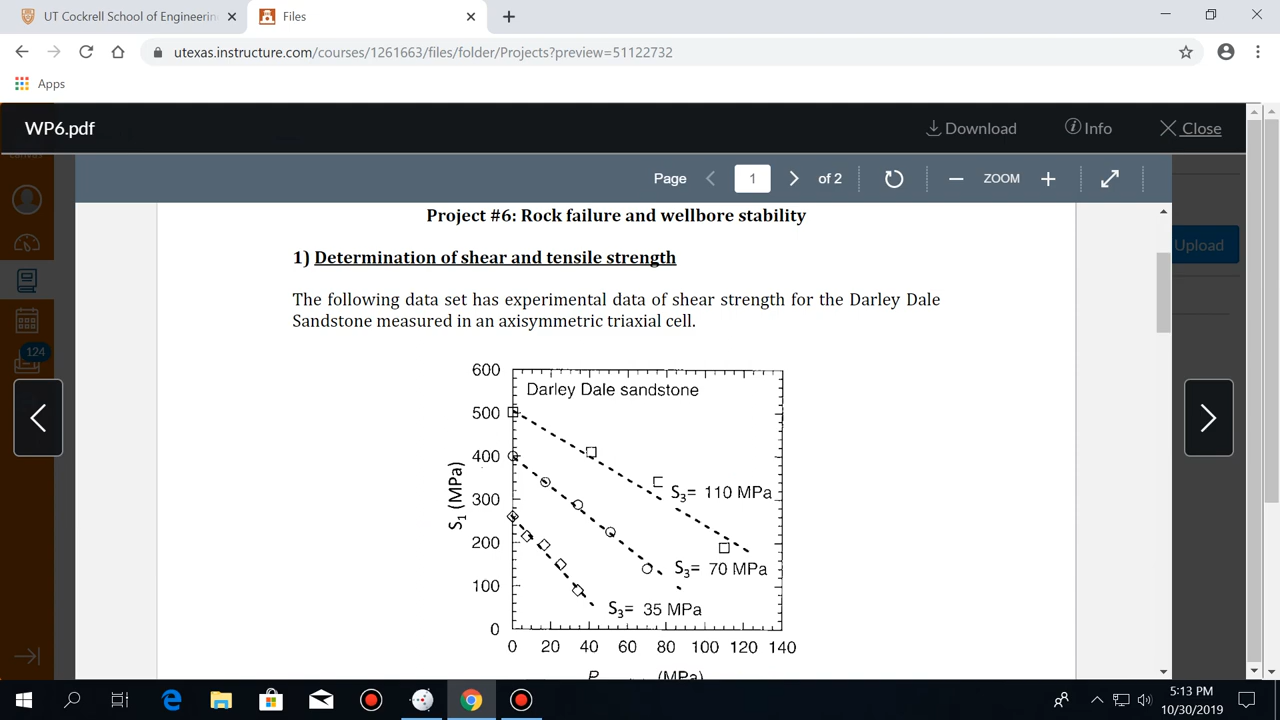 UT Cockrell School of Engineerin
Files
utexas.instructure.com/courses/1261663/files/folder/Projects?preview=51122732
Apps
WP6.pdf
Download
Info
Close
Page
1
of 2
ZOOM
Upload
124
Project #6: Rock failure and wellbore stability
1) Determination of shear and tensile strength
The following data set has experimental data of shear strength for the Darley Dale
Sandstone measured in an axisymmetric triaxial cell.
Darley Dale sandstone
600
500
400
300
200
100
0
S1 (MPa)
S3= 110 MPa
S3= 70 MPa
S3= 35 MPa
0 20 40 60 80 100 120 140
P (MPa)
5:13 PM
10/30/2019